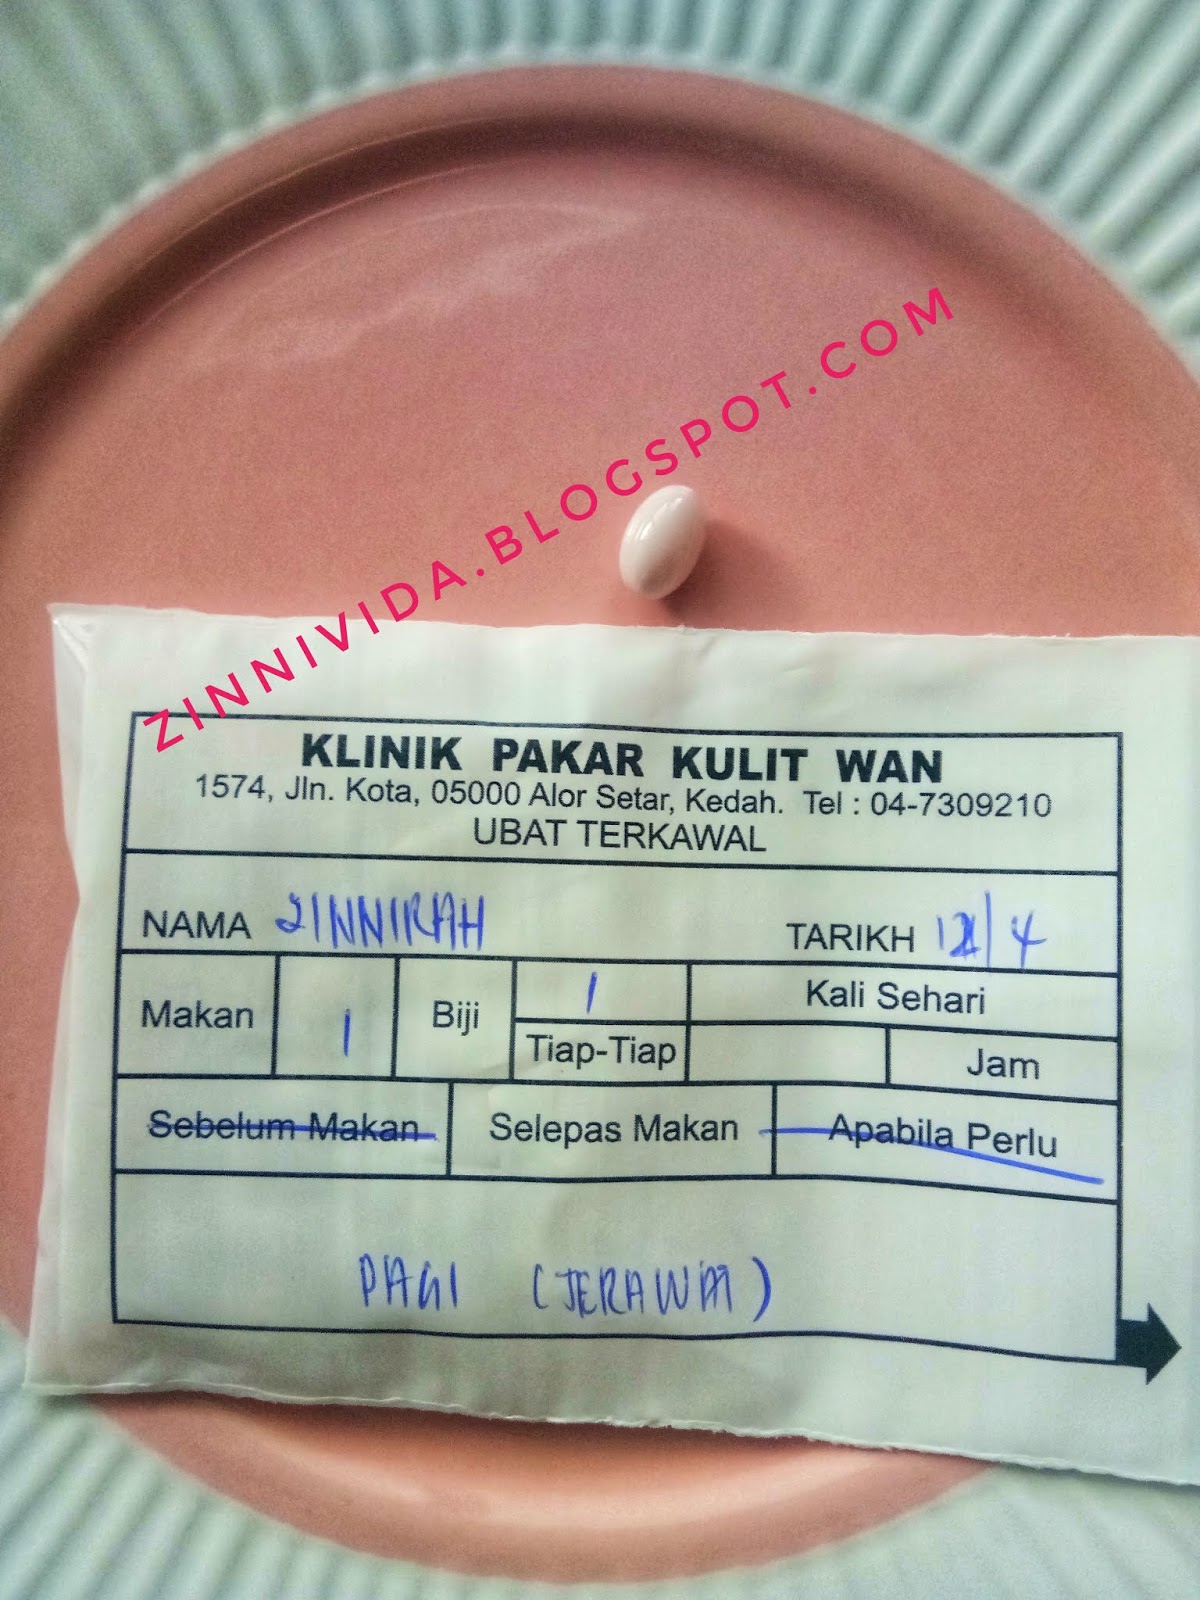 ZINNIVIDA.BLOGSPOT.COM
KLINIK PAKAR KULIT WAN
1574, Jln. Kota, 05000 Alor Setar, Kedah. Tel : 04-7309210
UBAT TERKAWAL
NAMA ZINNIRAH TARIKH 12/4
Makan 1 Biji 1 Kali Sehari
Tiap-Tiap Jam
Sebelum Makan Selepas Makan Apabila Perlu
PAGI (JERAWAT)